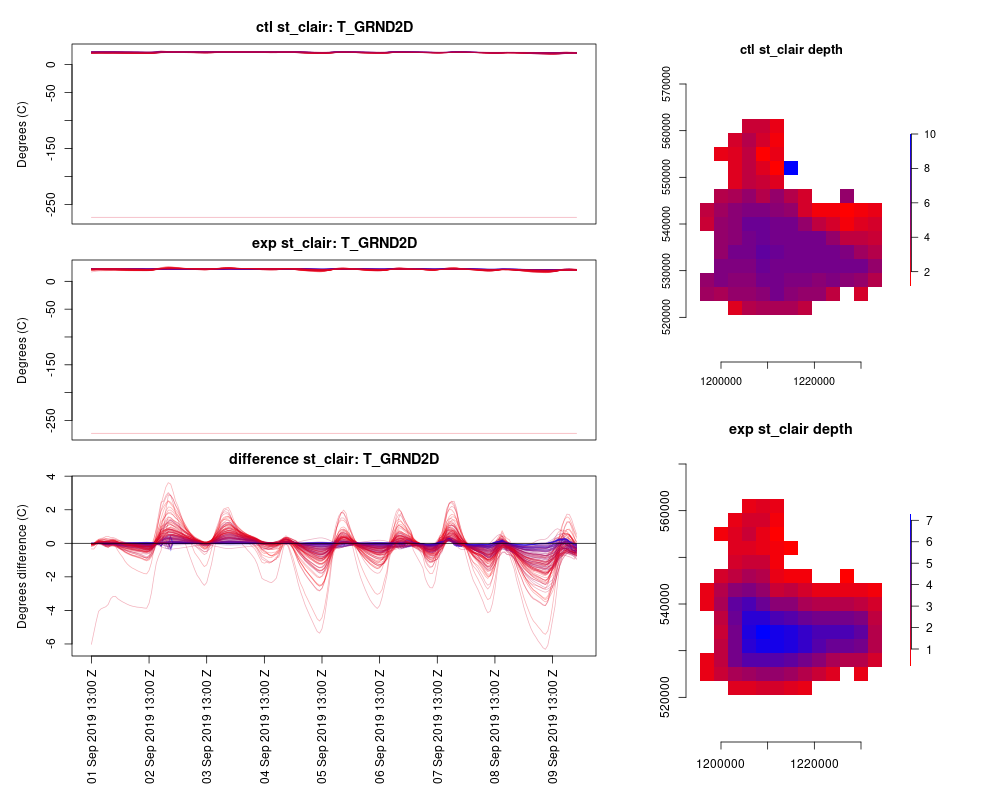 ctl st_clair: T_GRND2D
Degrees (C)
0
-50
-150
-250
exp st_clair: T_GRND2D
Degrees (C)
0
50
-150
-250
difference st_clair: T_GRND2D
Degrees difference (C)
4
2
0
-2
-4
-6
01 Sep 2019 13:00 Z
02 Sep 2019 13:00 Z
03 Sep 2019 13:00 Z
04 Sep 2019 13:00 Z
05 Sep 2019 13:00 Z
06 Sep 2019 13:00 Z
07 Sep 2019 13:00 Z
08 Sep 2019 13:00 Z
09 Sep 2019 13:00 Z
ctl st_clair depth
570000
560000
550000
540000
530000
520000
1200000
1220000
10
8
6
4
2
exp st_clair depth
560000
540000
520000
1200000
1220000
7
6
5
4
3
2
1